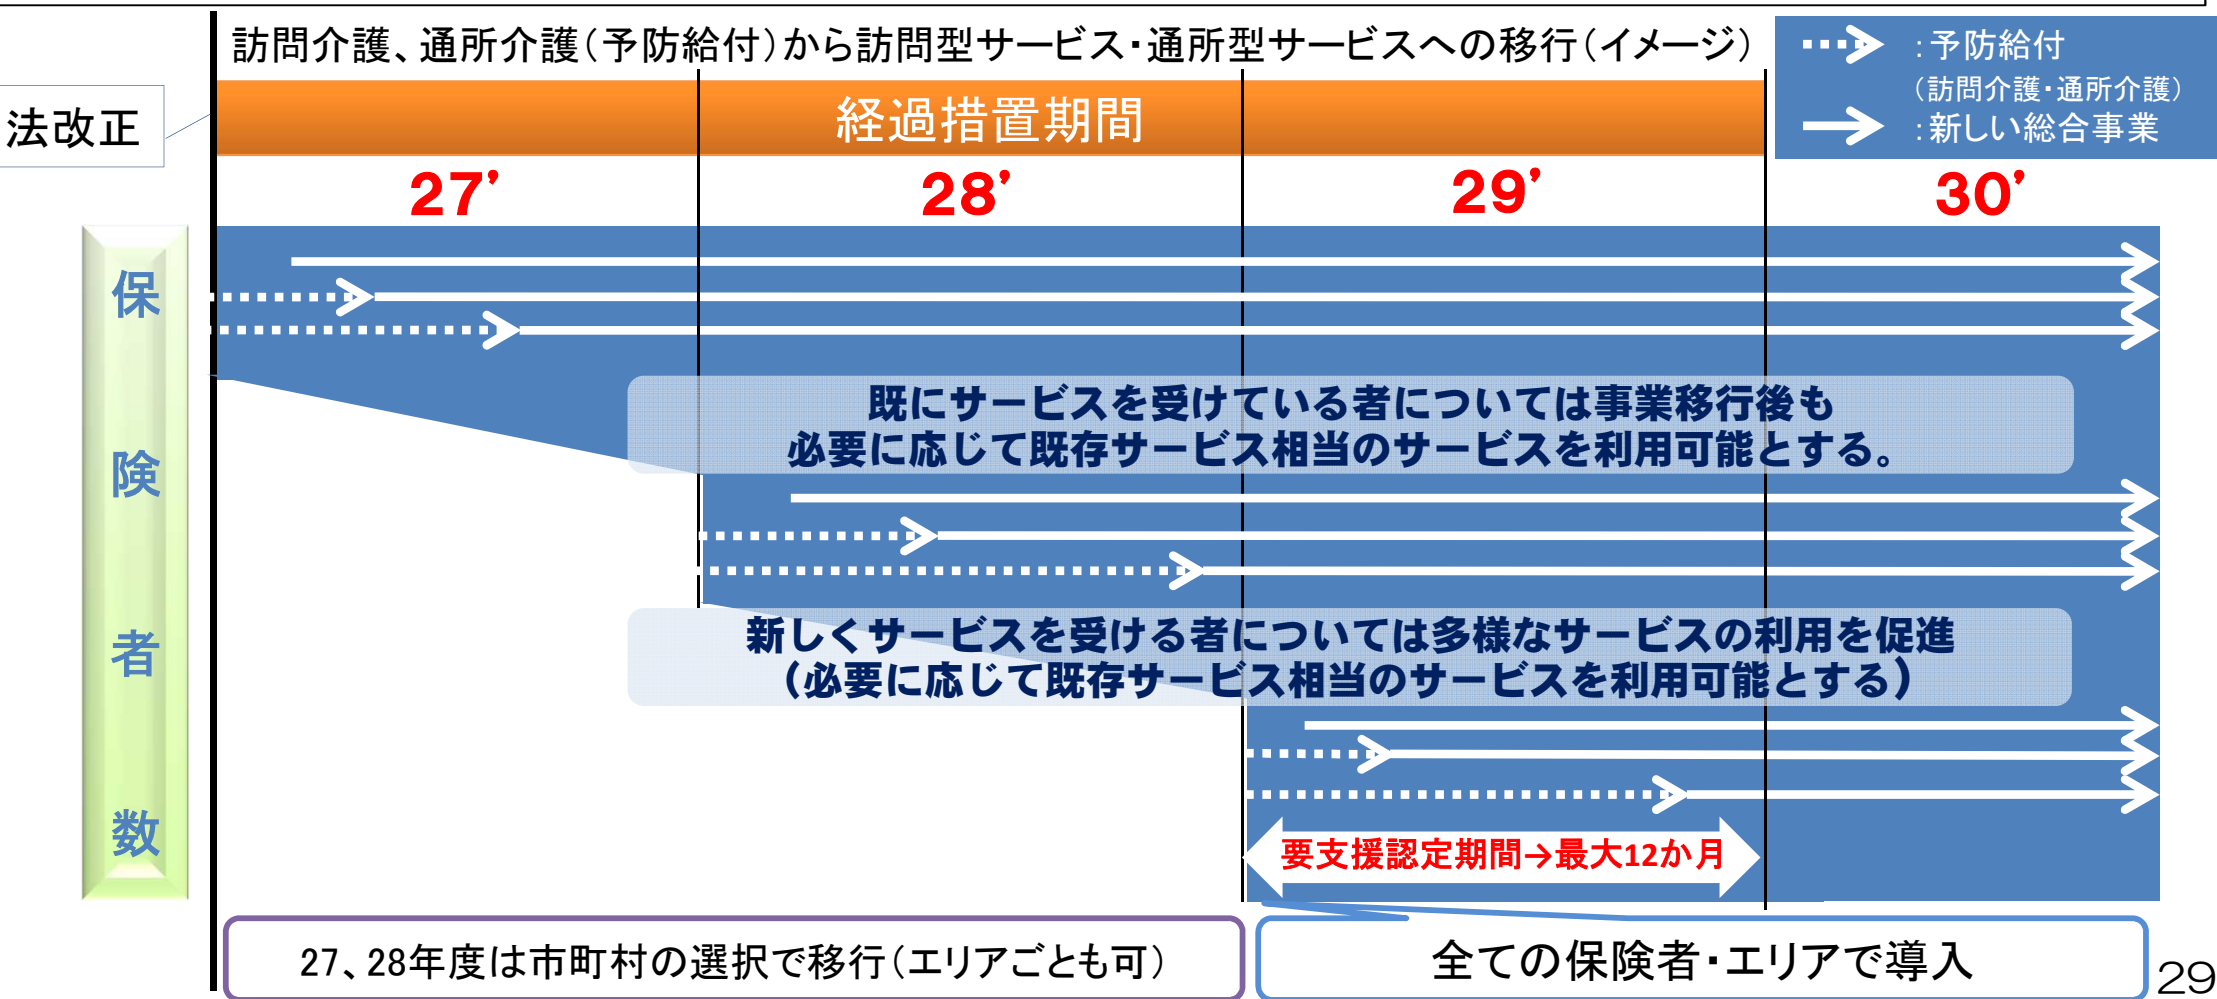 訪問介護、通所介護（予防給付）から訪問型サービス・通所型サービスへの移行（イメージ）
：予防給付
（訪問介護・通所介護）
：新しい総合事業
法改正
経過措置期間
27’
28’
29’
30’
保険者数
既にサービスを受けている者については事業移行後も
必要に応じて既存サービス相当のサービスを利用可能とする。
新しくサービスを受ける者については多様なサービスの利用を促進
（必要に応じて既存サービス相当のサービスを利用可能とする）
要支援認定期間→最大12か月
27、28年度は市町村の選択で移行（エリアごとも可）
全ての保険者・エリアで導入
29